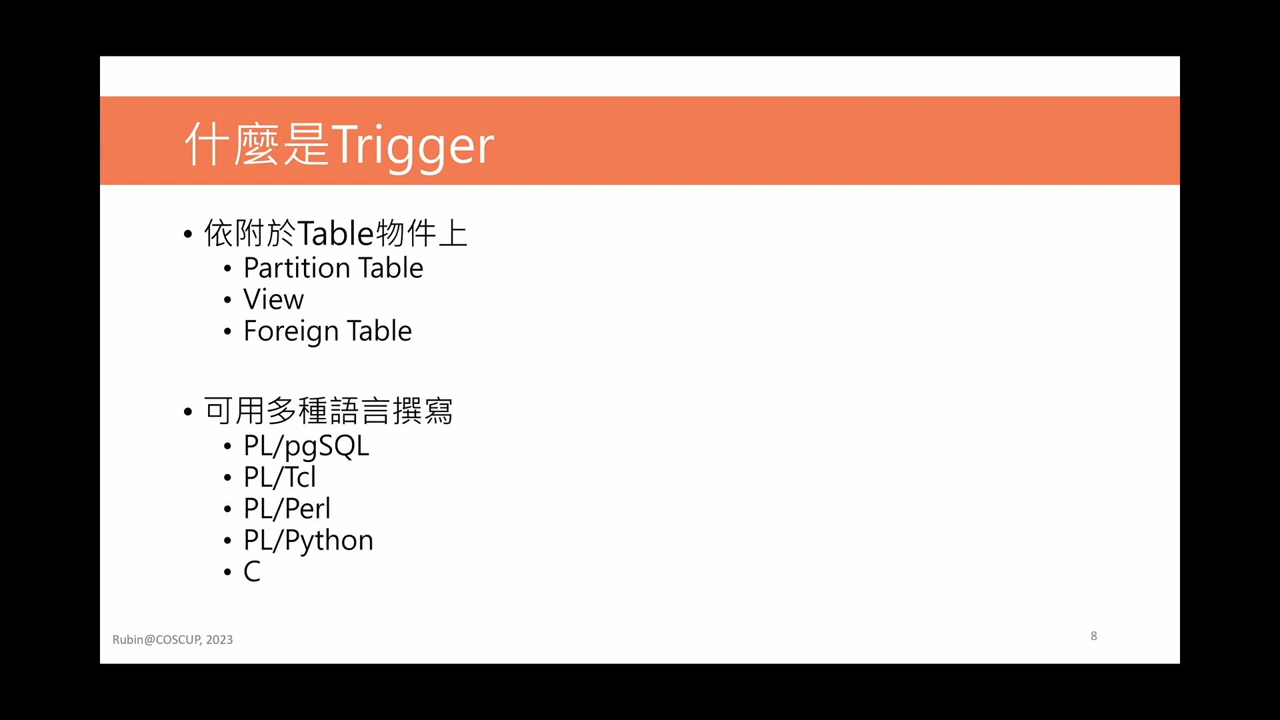 什麼是Trigger
• 依附於Table物件上
• Partition Table
• View
• Foreign Table
• 可用多種語言撰寫
• PL/pgSQL
• PL/Tcl
• PL/Perl
• PL/Python
• C
Rubin@COSCUP, 2023
8